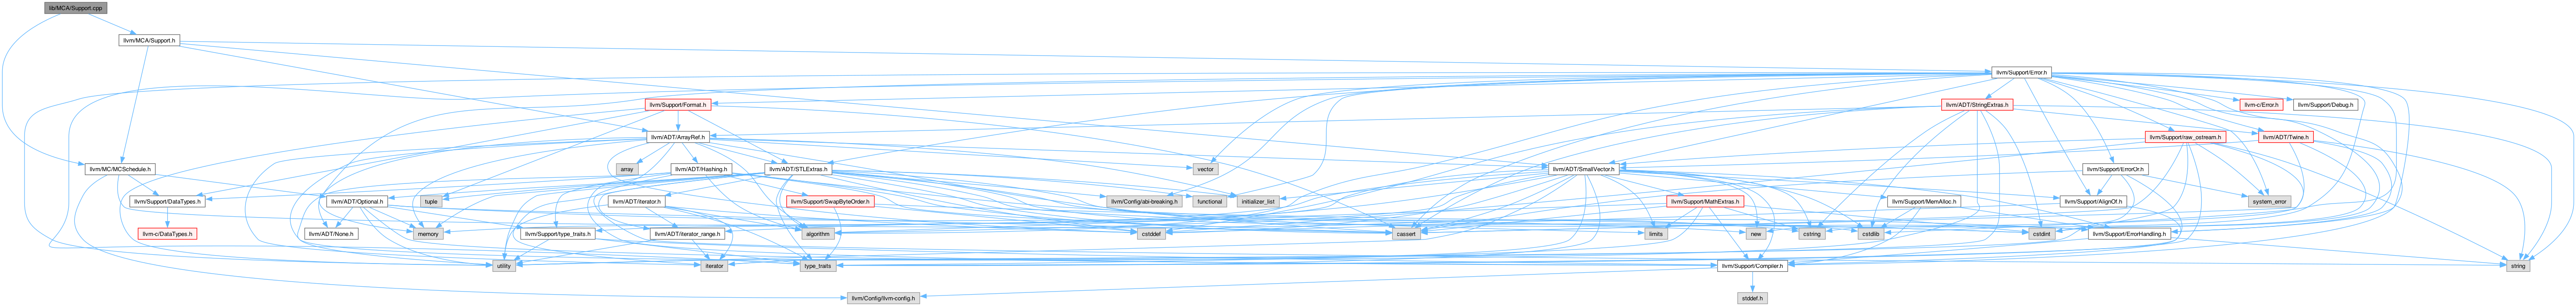 lib/MCA/Support.cpp
llvm/MCA/Support.h
llvm/Support/Error.h
llvm/Support/Format.h
llvm/ADT/StringExtras.h
llvm-c/Error.h
llvm/Support/Debug.h
llvm/ADT/ArrayRef.h
llvm/Support/raw_ostream.h
llvm/ADT/Twine.h
llvm/MC/MCSchedule.h
array
llvm/ADT/Hashing.h
llvm/ADT/STLExtras.h
vector
llvm/ADT/SmallVector.h
llvm/Support/ErrorOr.h
llvm/Support/DataTypes.h
llvm/ADT/Optional.h
tuple
llvm/ADT/iterator.h
llvm/Support/SwapByteOrder.h
llvm/Config/abi-breaking.h
functional
initializer_list
llvm/Support/MathExtras.h
llvm/Support/MemAlloc.h
llvm/Support/AlignOf.h
system_error
llvm-c/DataTypes.h
llvm/ADT/None.h
memory
llvm/Support/type_traits.h
llvm/ADT/iterator_range.h
algorithm
cstddef
cassert
limits
new
cstring
cstdlib
cstdint
llvm/Support/ErrorHandling.h
utility
iterator
type_traits
llvm/Support/Compiler.h
string
llvm/Config/llvm-config.h
stddef.h